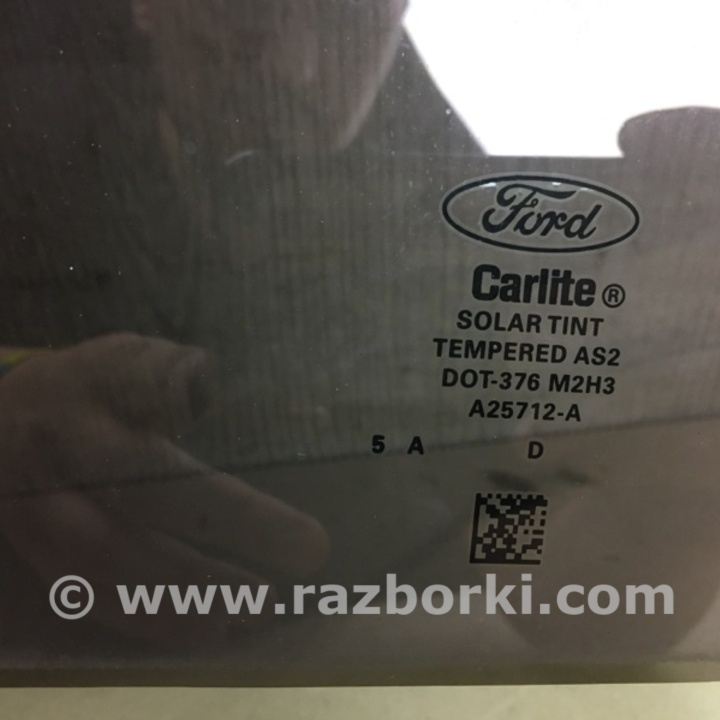 Ford
Carlite®
SOLAR TINT
TEMPERED AS2
DOT-376 M2H3
A25712-A
5 A D
© www.razborki.com